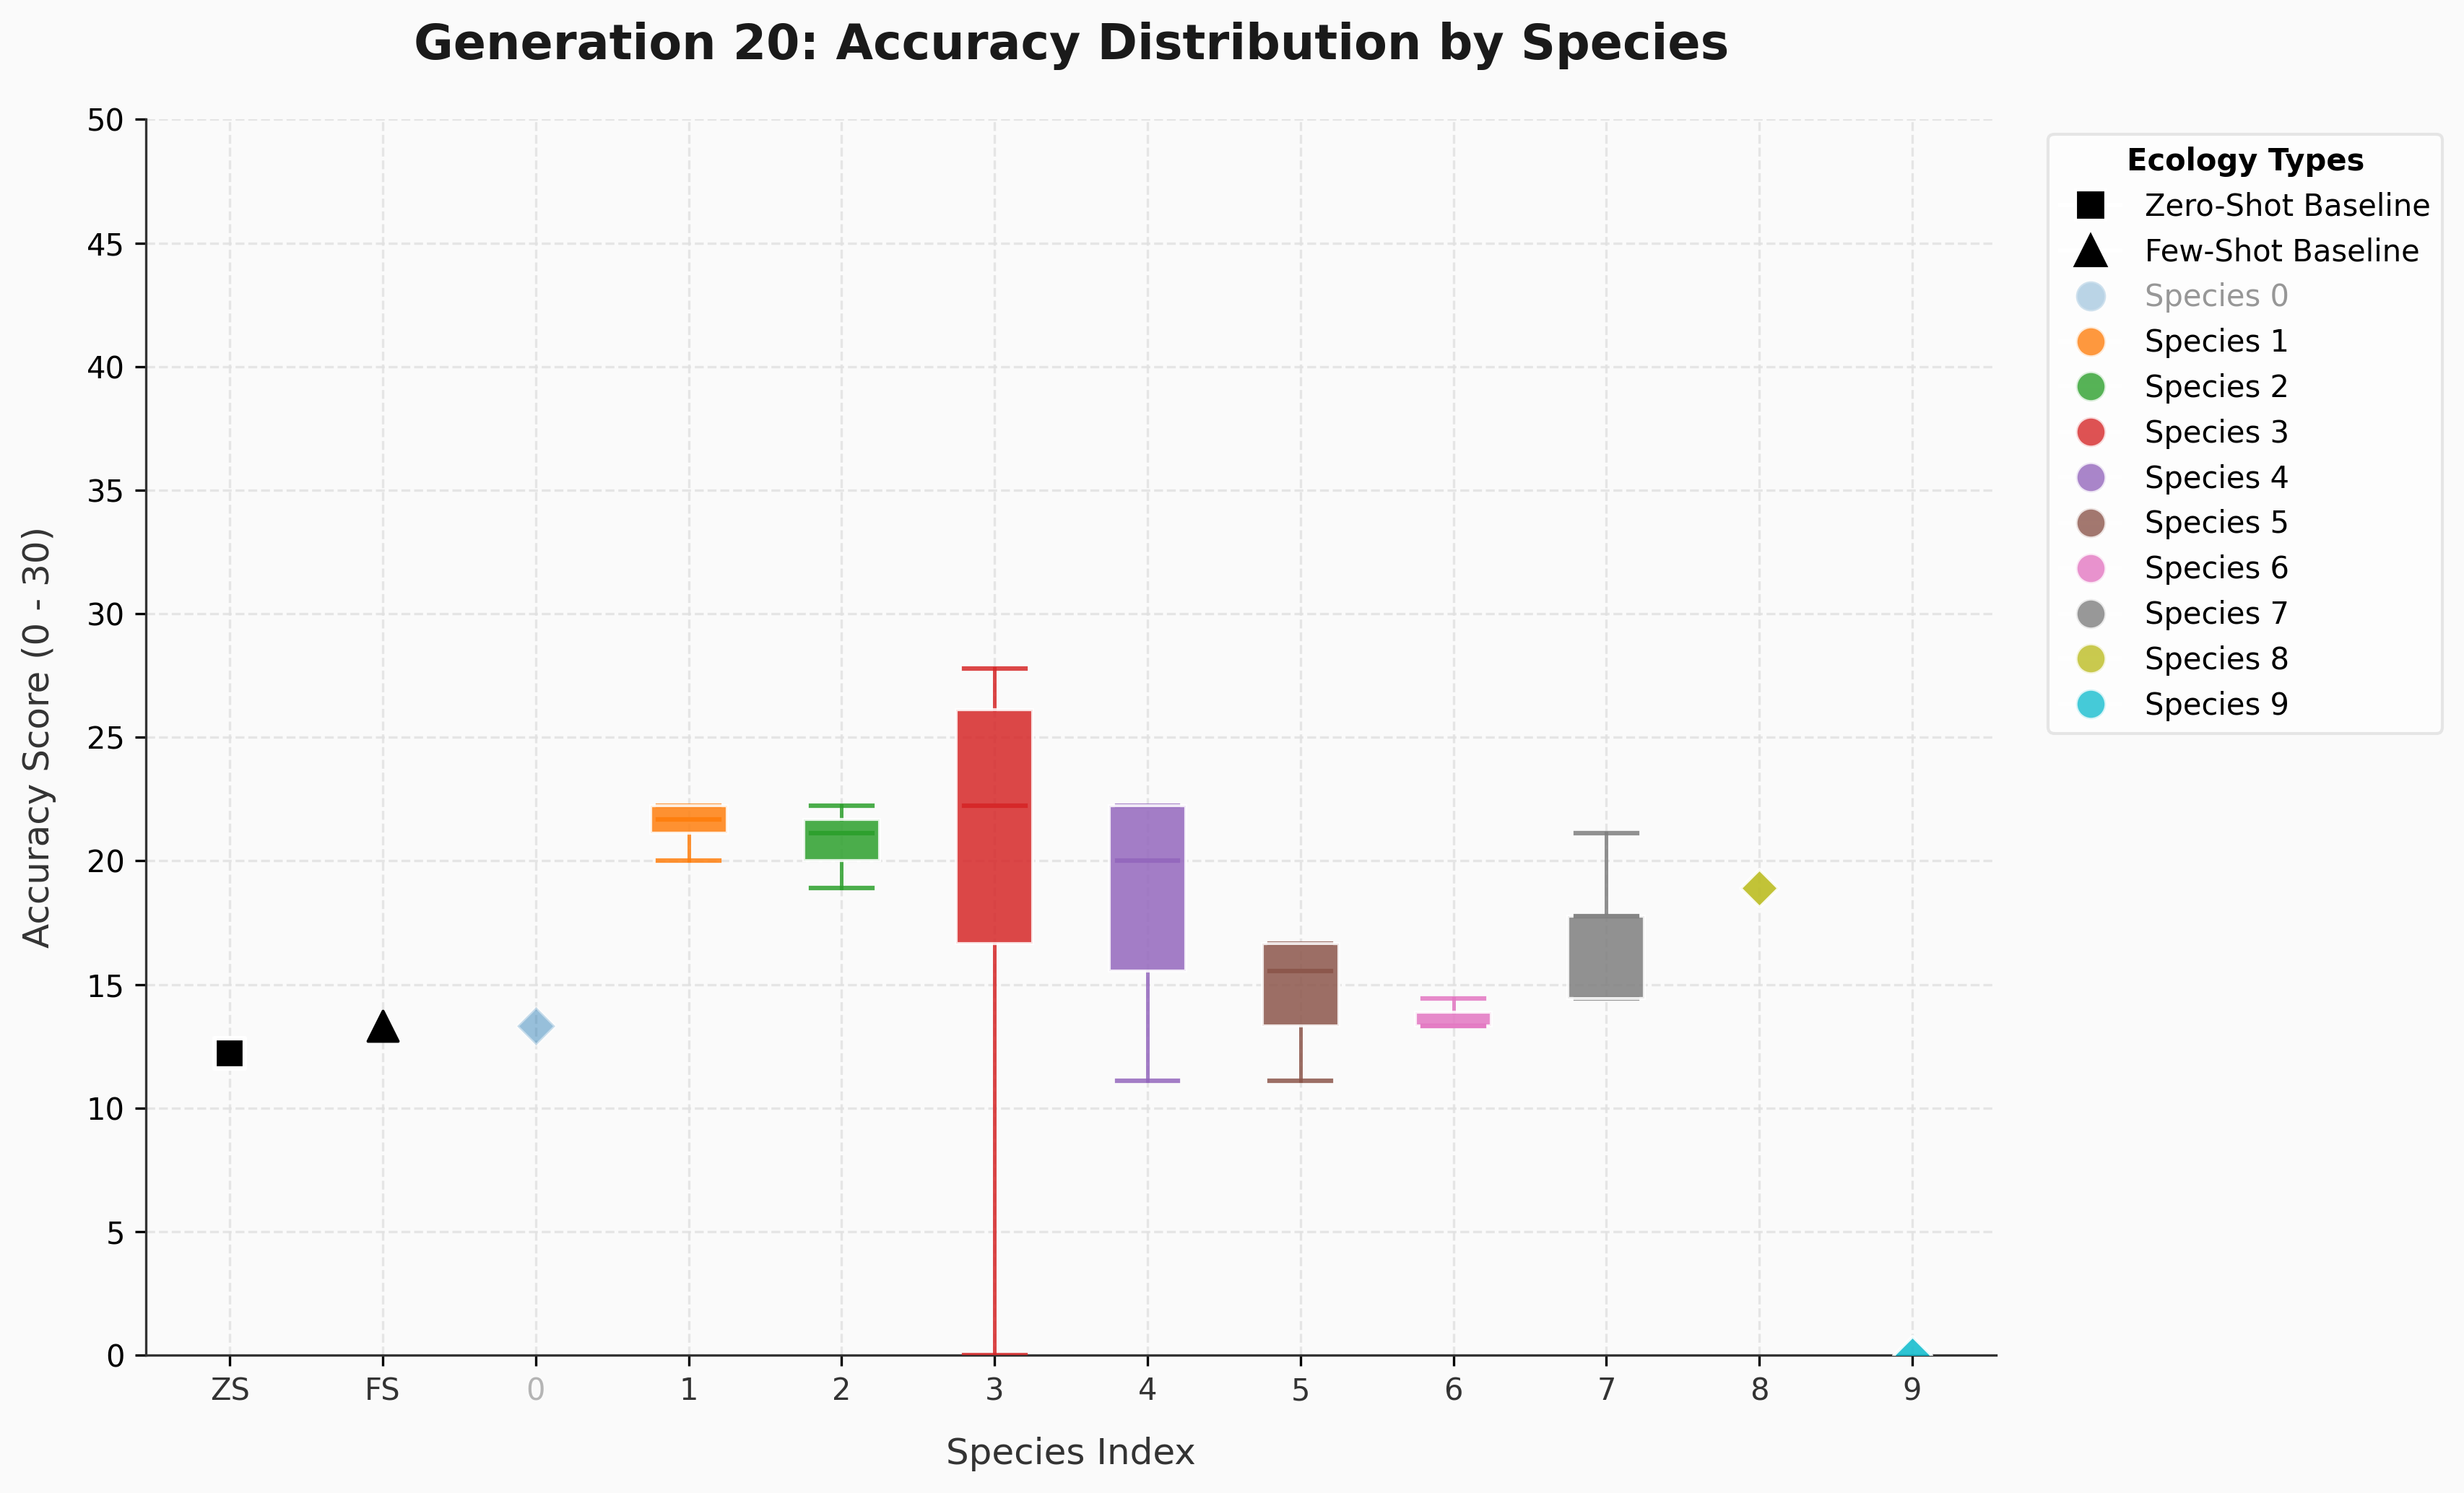 Generation 20: Accuracy Distribution by Species
50
45
40
35
30
25
20
15
10
5
0
Accuracy Score (0 - 30)
ZS FS 0 1 2 3 4 5 6 7 8 9
Species Index
Ecology Types
Zero-Shot Baseline
Few-Shot Baseline
Species 0
Species 1
Species 2
Species 3
Species 4
Species 5
Species 6
Species 7
Species 8
Species 9